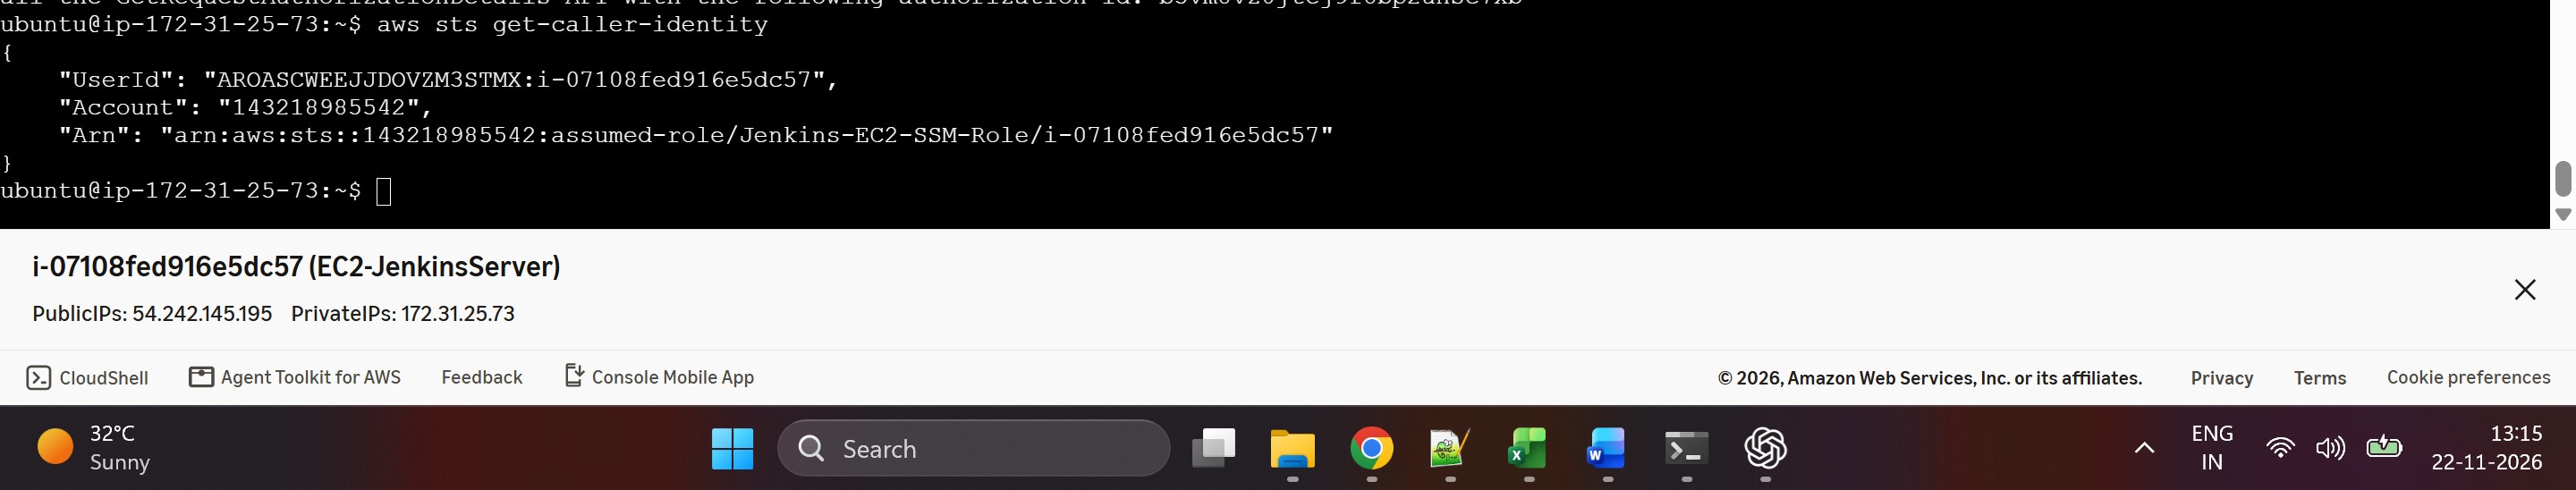 ubuntu@ip-172-31-25-73:~$ aws sts get-caller-identity
{
    "UserId": "AROASCWEEJJDOVZM3STMX:i-07108fed916e5dc57",
    "Account": "143218985542",
    "Arn": "arn:aws:sts::143218985542:assumed-role/Jenkins-EC2-SSM-Role/i-07108fed916e5dc57"
}
ubuntu@ip-172-31-25-73:~$
i-07108fed916e5dc57 (EC2-JenkinsServer)
PublicIPs: 54.242.145.195 PrivateIPs: 172.31.25.73
CloudShell Agent Toolkit for AWS Feedback Console Mobile App © 2026, Amazon Web Services, Inc. or its affiliates. Privacy Terms Cookie preferences
32°C
Sunny
Search
ENG
IN
13:15
22-11-2026